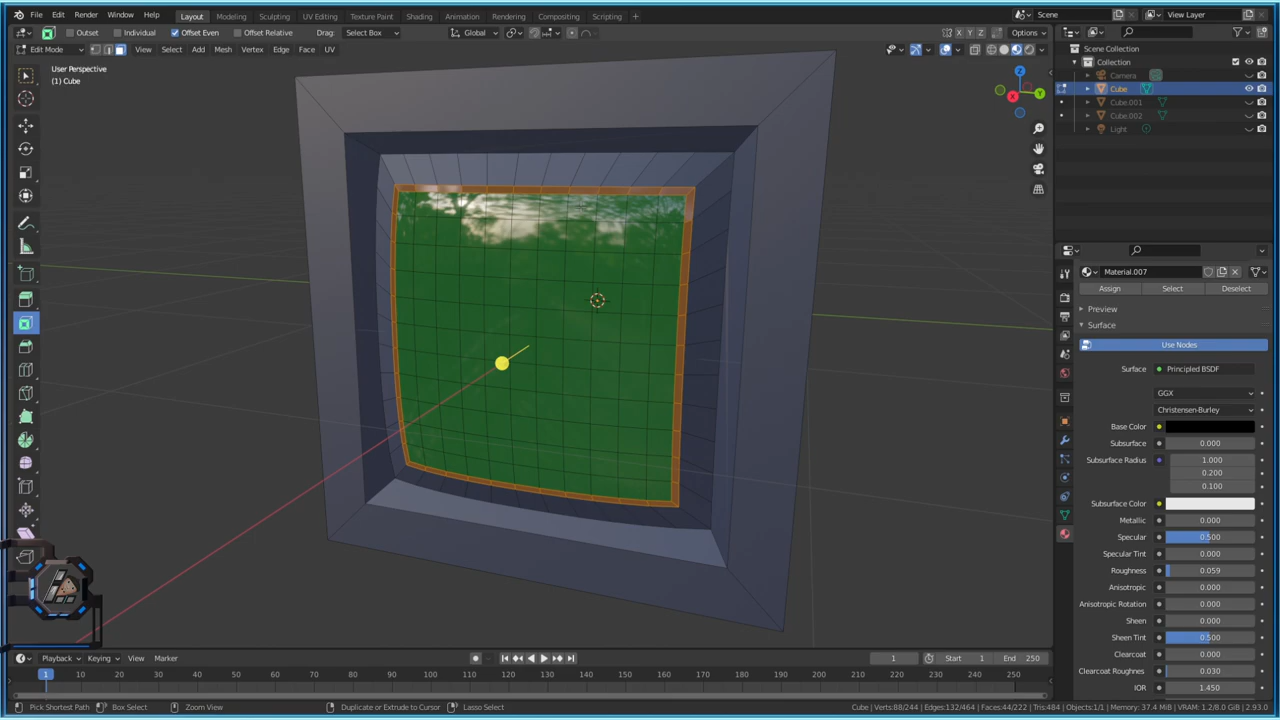 File Edit Render Window Help Layout Modeling Sculpting UV Editing Texture Paint Shading Animation Rendering Compositing Scripting + Scene View Layer
Outset Individual Offset Even Offset Relative Drag: Select Box Global X Y Z Options
Edit Mode View Select Add Mesh Vertex Edge Face UV
User Perspective
(1) Cube
Z
X
Y
Scene Collection
Collection
Camera
Cube
Cube.001
Cube.002
Light
Material.007
Assign Select Deselect
Preview
Surface
Use Nodes
Surface Principled BSDF
GGX
Christensen-Burley
Base Color
Subsurface 0.000
Subsurface Radius 1.000
0.200
0.100
Subsurface Color
Metallic 0.000
Specular 0.500
Specular Tint 0.000
Roughness 0.059
Anisotropic 0.000
Anisotropic Rotation 0.000
Sheen 0.000
Sheen Tint 0.500
Clearcoat 0.000
Clearcoat Roughnes 0.030
IOR 1.450
Playback Keying View Marker 1 Start 1 End 250
1 10 20 30 40 50 60 70 80 90 100 110 120 130 140 150 160 170 180 190 200 210 220 230 240 250
Pick Shortest Path Box Select Zoom View Duplicate or Extrude to Cursor Lasso Select Cube | Verts:88/244 | Edges:132/464 | Faces:44/222 | Tris:484 | Objects:1/1 | Memory: 37.4 MiB | VRAM: 1.2/8.0 GiB | 2.93.0